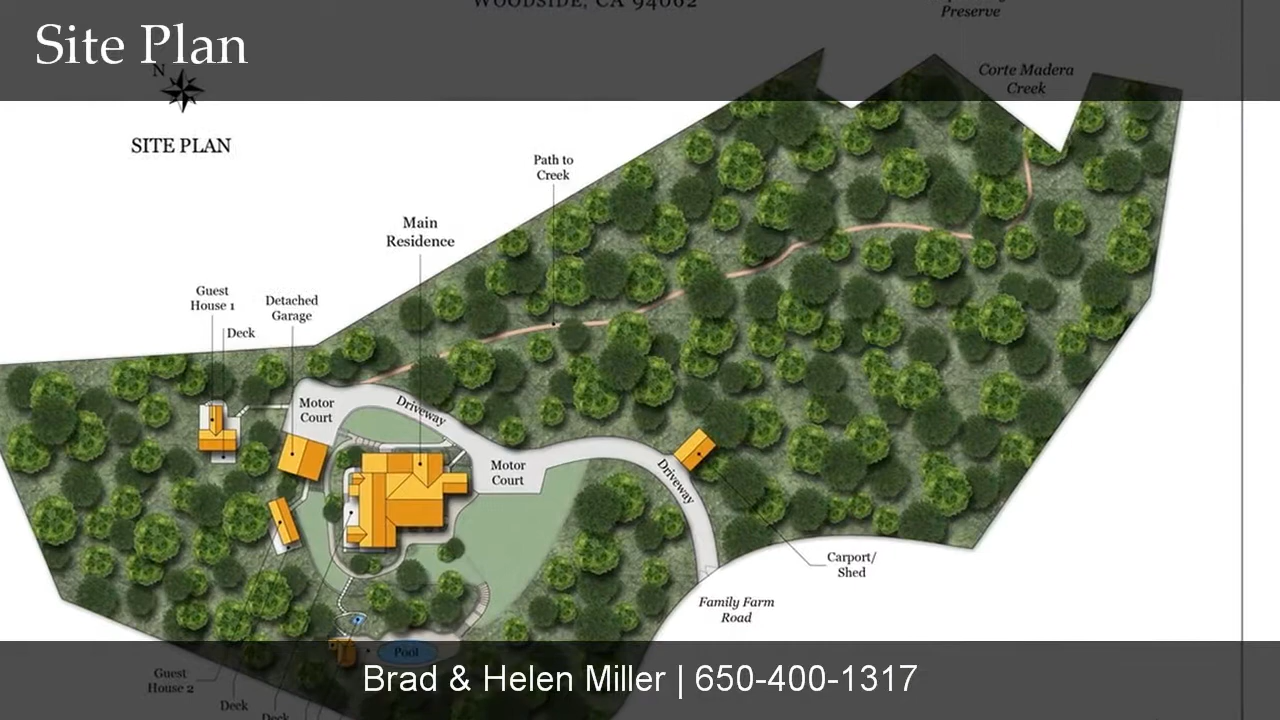 WOODSIDE, CA 94062
Preserve
Site Plan
N
SITE PLAN
Corte Madera
Creek
Path to
Creek
Main
Residence
Guest
House 1
Deck
Detached
Garage
Motor
Court
Driveway
Motor
Court
Driveway
Carport/
Shed
Family Farm
Road
Pool
Guest
House 2
Deck
Deck
Brad & Helen Miller | 650-400-1317